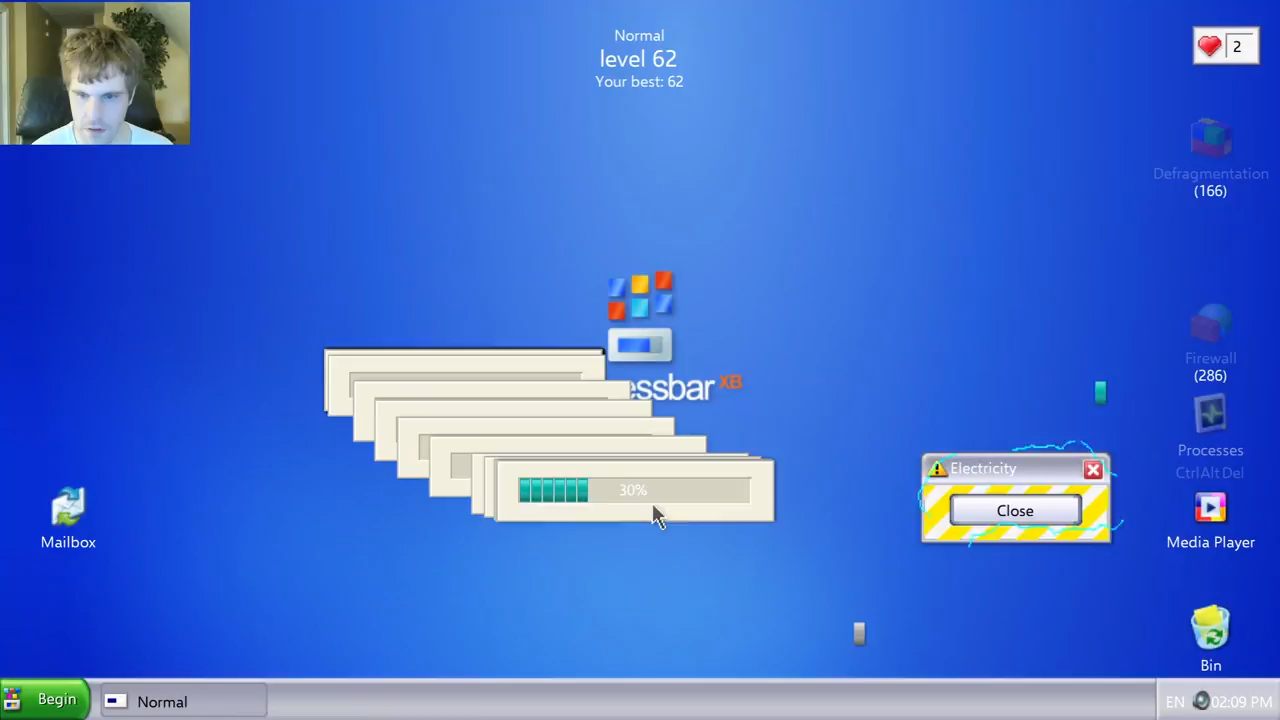 Normal
level 62
Your best: 62
2
Defragmentation
(166)
essbar XB
Firewall
(286)
Processes
CtrlAltDel
Electricity
Close
30%
Mailbox
Media Player
Bin
Begin
Normal
EN
02:09 PM